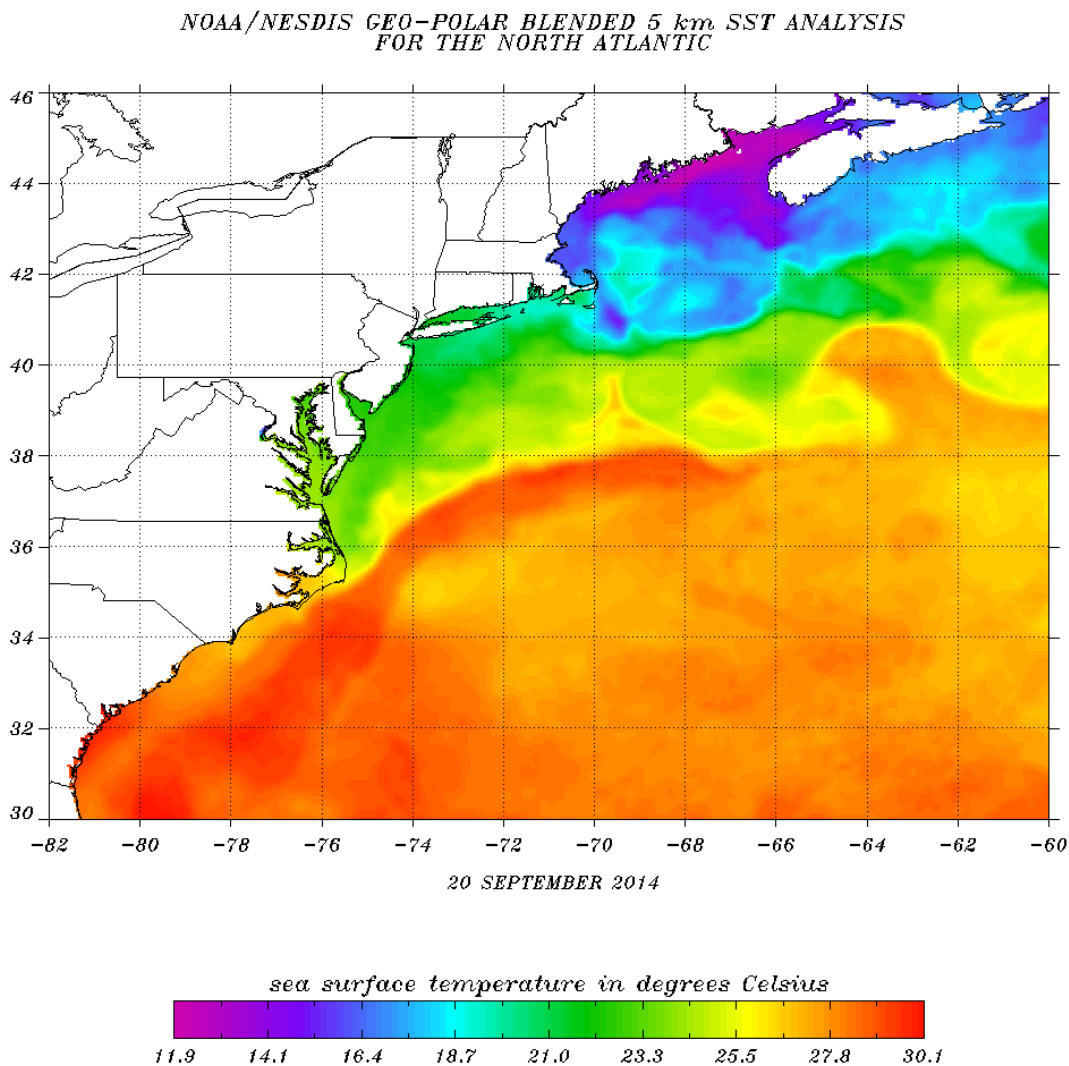 NOAA/NESDIS GEO-POLAR BLENDED 5 km SST ANALYSIS
FOR THE NORTH ATLANTIC
46
44
42
40
38
36
34
32
30
-82 -80 -78 -76 -74 -72 -70 -68 -66 -64 -62 -60
20 SEPTEMBER 2014
sea surface temperature in degrees Celsius
11.9 14.1 16.4 18.7 21.0 23.3 25.5 27.8 30.1